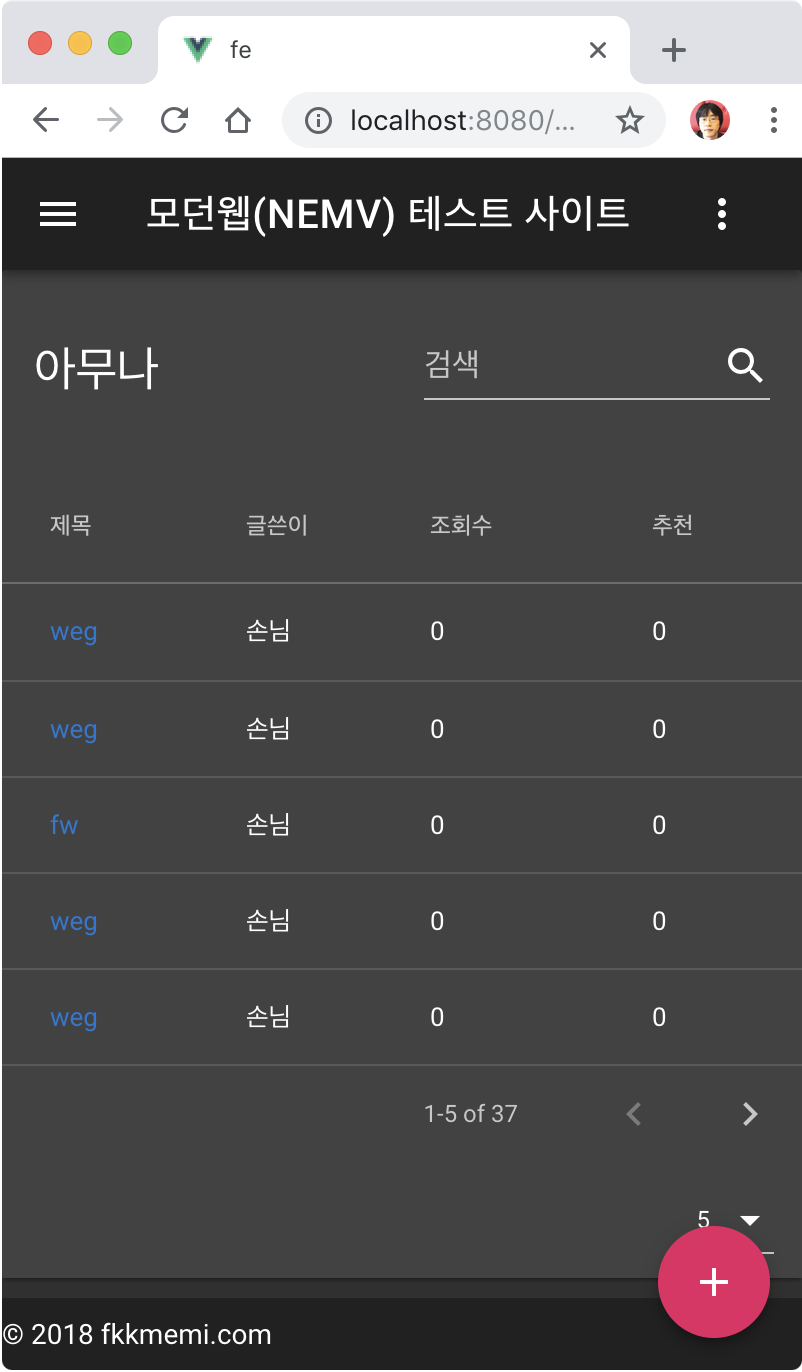 fe
localhost:8080/...
모던웹(NEMV) 테스트 사이트
아무나
검색
제목 글쓴이 조회수 추천
weg 손님 0 0
weg 손님 0 0
fw 손님 0 0
weg 손님 0 0
weg 손님 0 0
1-5 of 37
5
© 2018 fkkmemi.com